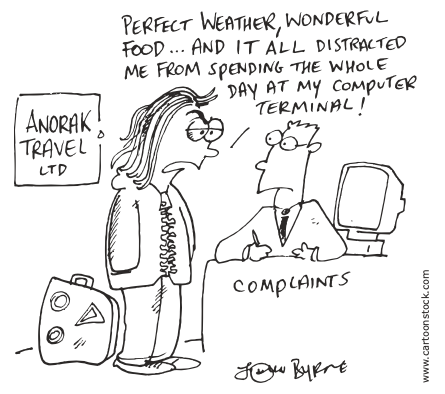 PERFECT WEATHER, WONDERFUL
FOOD... AND IT ALL DISTRACTED
ME FROM SPENDING THE WHOLE
DAY AT MY COMPUTER
TERMINAL!
ANORAK
TRAVEL
LTD
COMPLAINTS
John BYRNE
www.cartoonstock.com